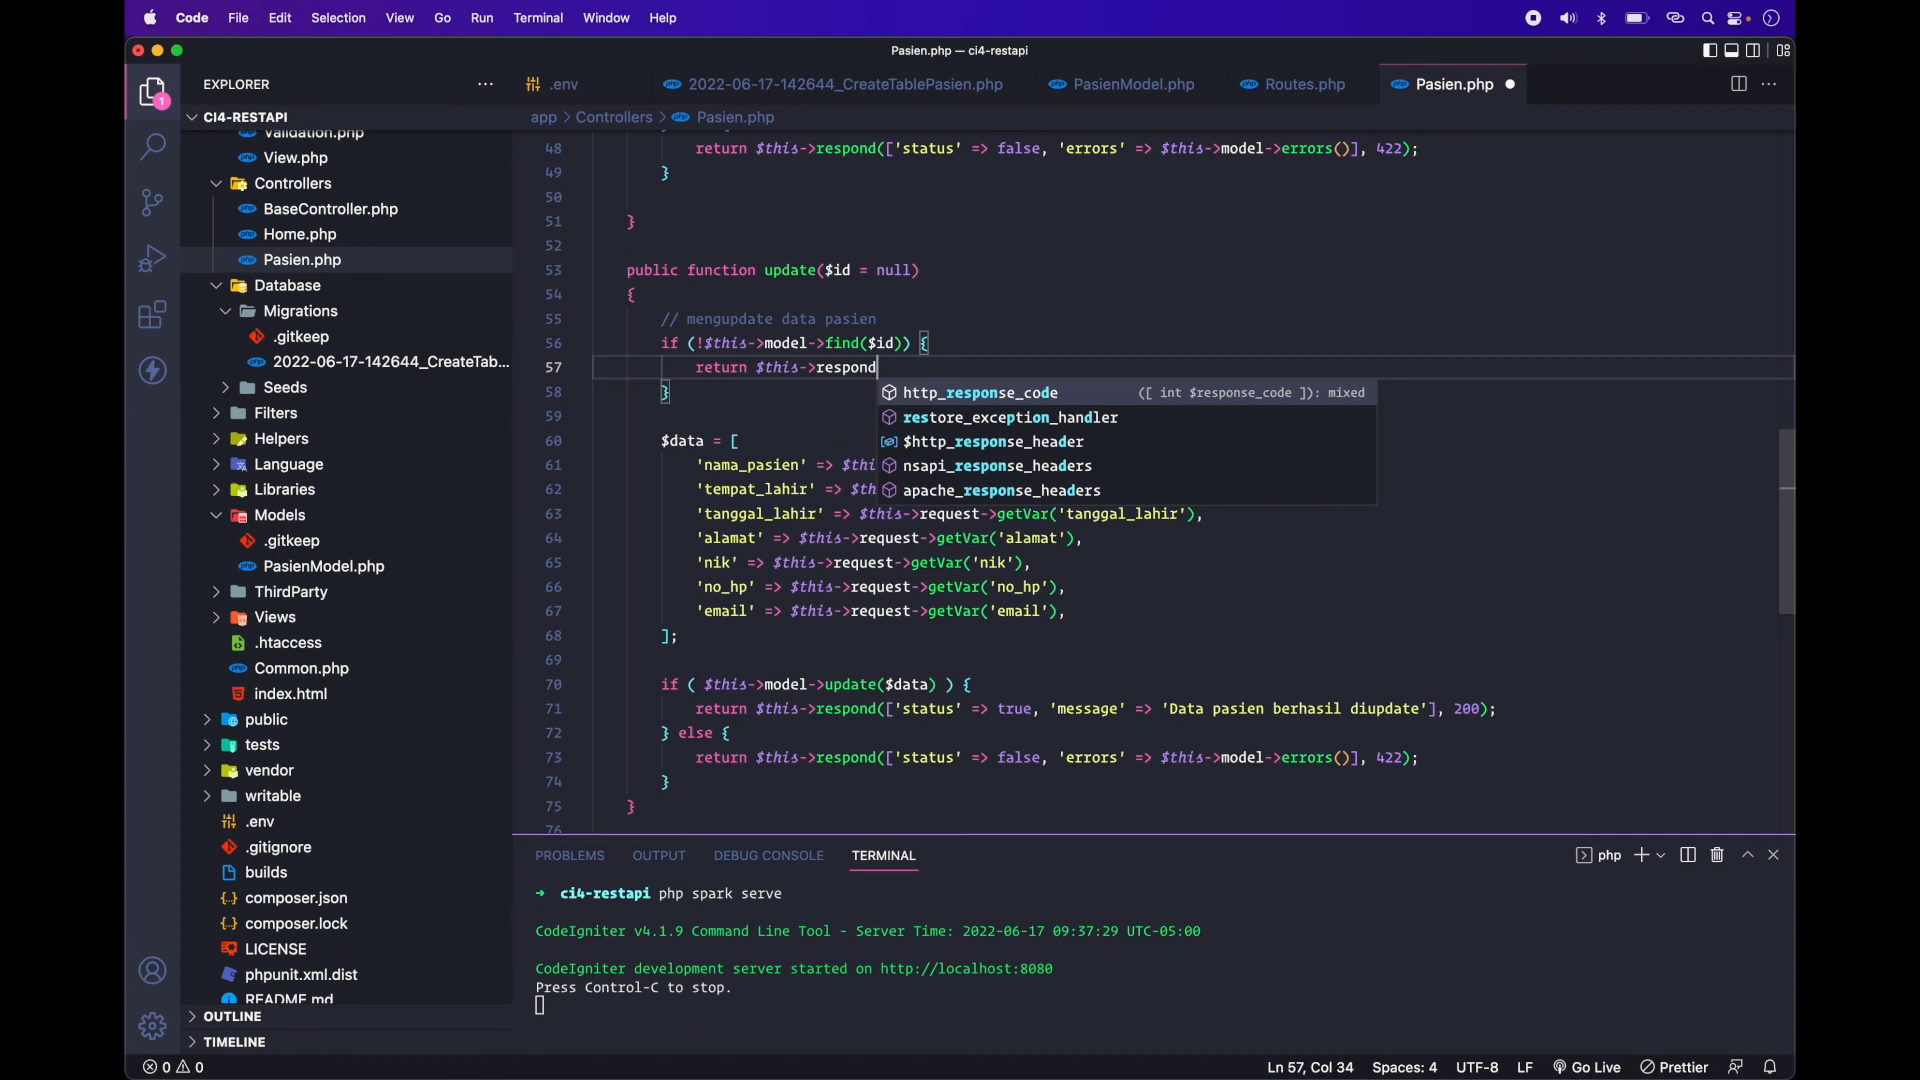 Code File Edit Selection View Go Run Terminal Window Help
Pasien.php — ci4-restapi
EXPLORER
.env
2022-06-17-142644_CreateTablePasien.php
PasienModel.php
Routes.php
Pasien.php
app > Controllers > Pasien.php
1
CI4-RESTAPI
Validation.php
View.php
Controllers
BaseController.php
Home.php
Pasien.php
Database
Migrations
.gitkeep
2022-06-17-142644_CreateTab...
Seeds
Filters
Helpers
Language
Libraries
Models
.gitkeep
PasienModel.php
ThirdParty
Views
.htaccess
Common.php
index.html
public
tests
vendor
writable
.env
.gitignore
builds
composer.json
composer.lock
LICENSE
phpunit.xml.dist
README.md
OUTLINE
TIMELINE
48 return $this->respond(['status' => false, 'errors' => $this->model->errors()], 422);
49 }
50
51 }
52
53 public function update($id = null)
54 {
55 // mengupdate data pasien
56 if (!$this->model->find($id)) {
57 return $this->respond
58 }
59
60 $data = [
61 'nama_pasien' => $thi
62 'tempat_lahir' => $th
63 'tanggal_lahir' => $this->request->getVar('tanggal_lahir'),
64 'alamat' => $this->request->getVar('alamat'),
65 'nik' => $this->request->getVar('nik'),
66 'no_hp' => $this->request->getVar('no_hp'),
67 'email' => $this->request->getVar('email'),
68 ];
69
70 if ( $this->model->update($data) ) {
71 return $this->respond(['status' => true, 'message' => 'Data pasien berhasil diupdate'], 200);
72 } else {
73 return $this->respond(['status' => false, 'errors' => $this->model->errors()], 422);
74 }
75 }
76
http_response_code ([ int $response_code ]): mixed
restore_exception_handler
$http_response_header
nsapi_response_headers
apache_response_headers
PROBLEMS OUTPUT DEBUG CONSOLE TERMINAL
php
→ ci4-restapi php spark serve
CodeIgniter v4.1.9 Command Line Tool - Server Time: 2022-06-17 09:37:29 UTC-05:00
CodeIgniter development server started on http://localhost:8080
Press Control-C to stop.
0 0
Ln 57, Col 34 Spaces: 4 UTF-8 LF Go Live Prettier